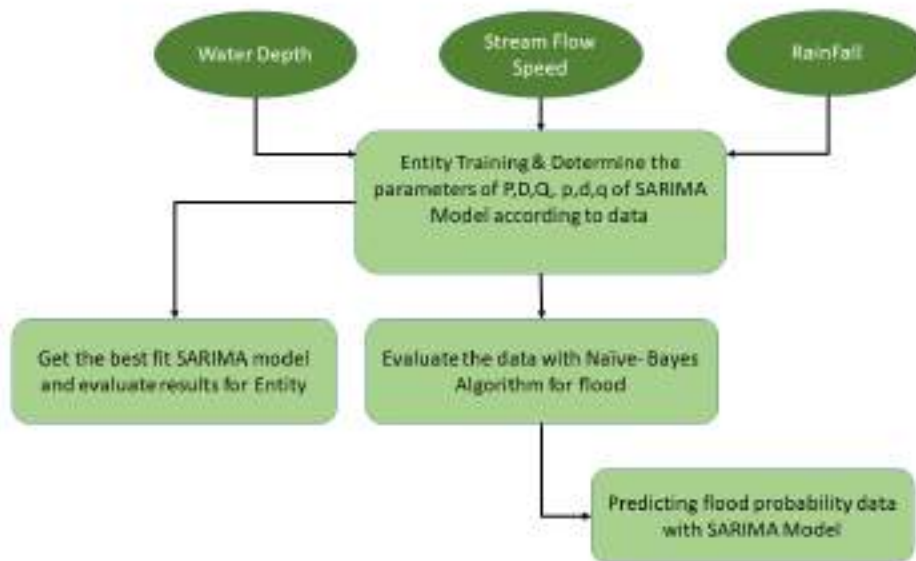 Water Depth
Stream Flow
Speed
RainFall
Entity Training & Determine the
parameters of P,D,Q, p,d,q of SARIMA
Model according to data
Get the best fit SARIMA model
and evaluate results for Entity
Evaluate the data with Naïve- Bayes
Algorithm for flood
Predicting flood probability data
with SARIMA Model